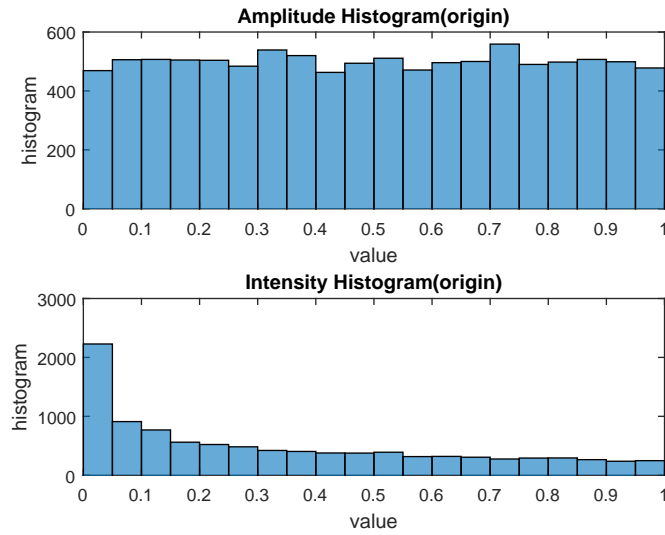 Amplitude Histogram(origin)
600
400
200
0
histogram
0 0.1 0.2 0.3 0.4 0.5 0.6 0.7 0.8 0.9 1
value
Intensity Histogram(origin)
3000
2000
1000
0
histogram
0 0.1 0.2 0.3 0.4 0.5 0.6 0.7 0.8 0.9 1
value